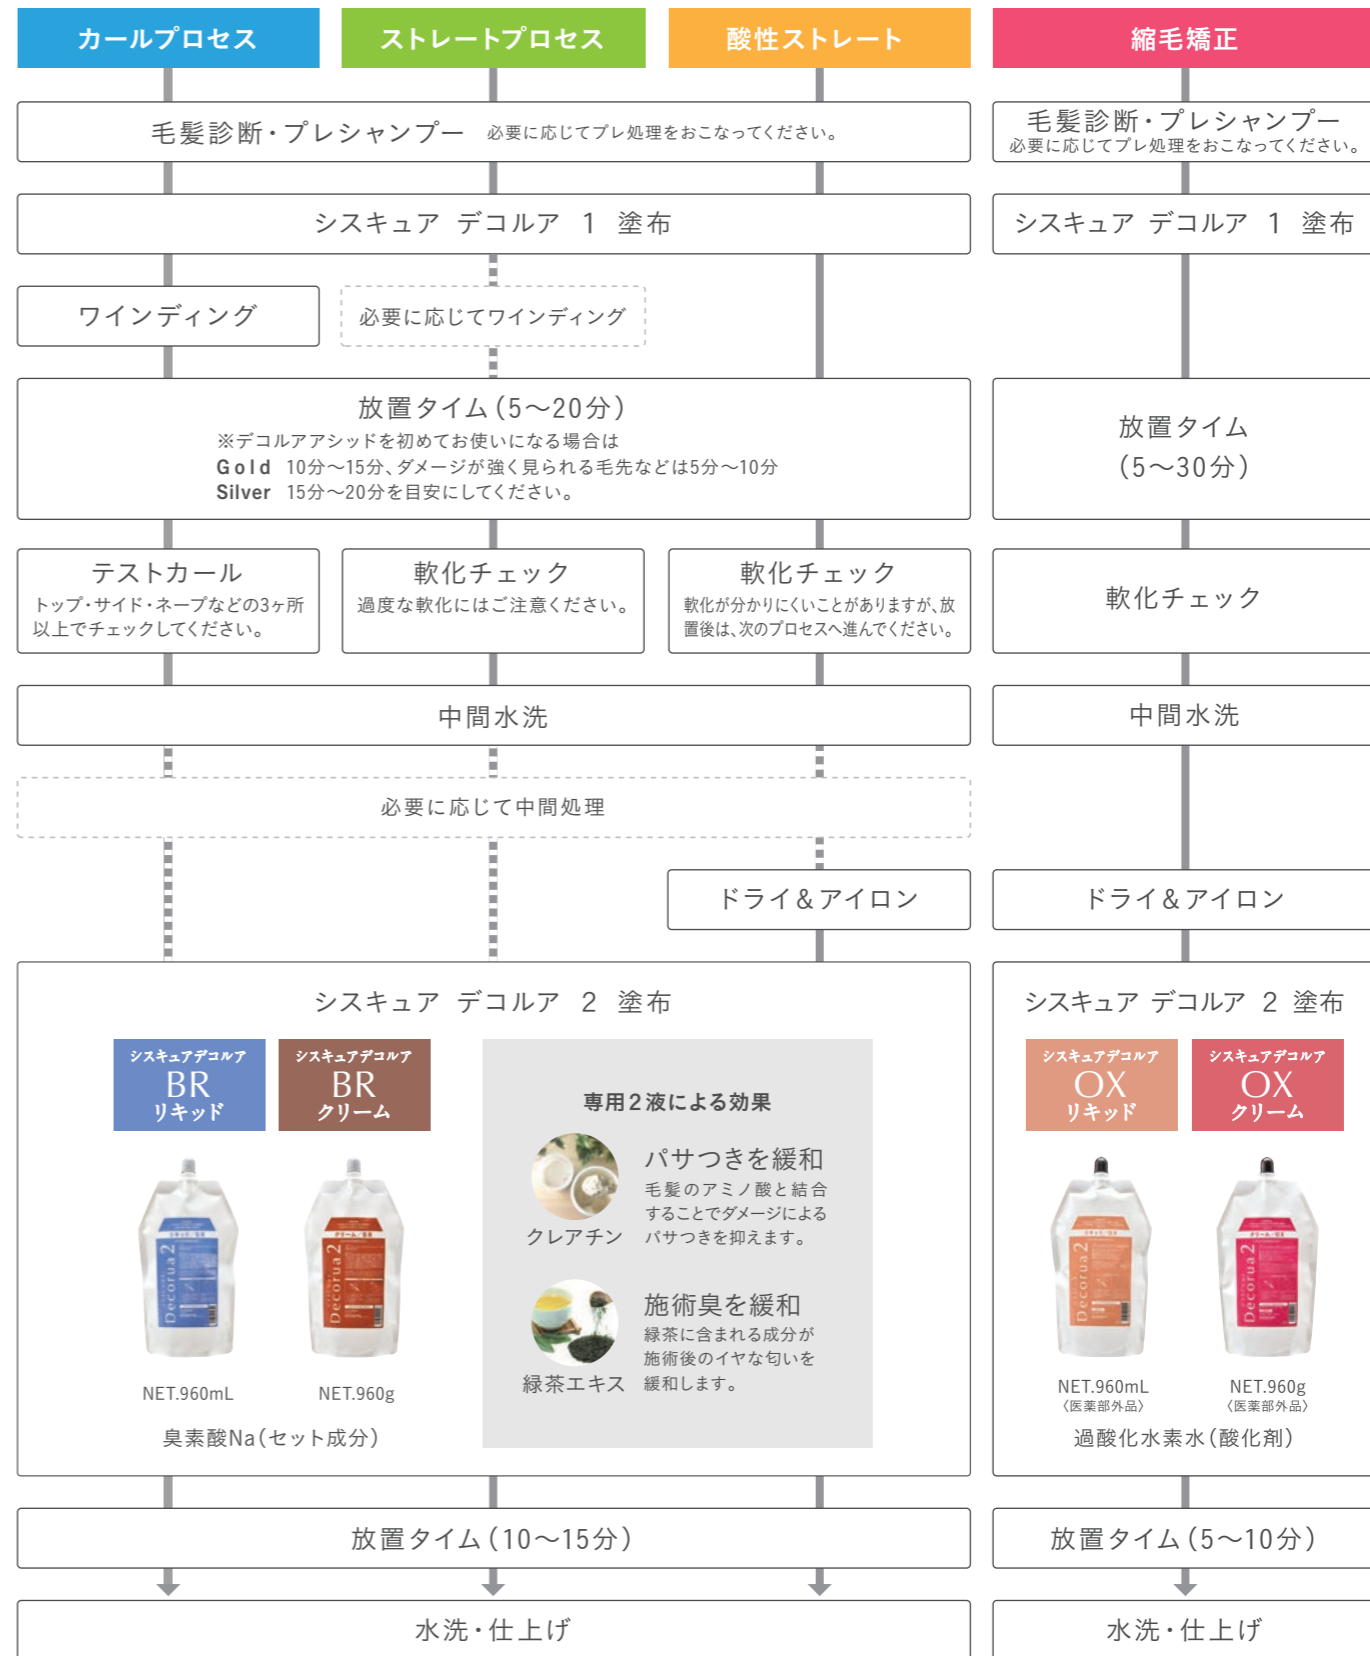 カールプロセス
ストレートプロセス
酸性ストレート
縮毛矯正
毛髪診断・プレシャンプー 必要に応じてプレ処理をおこなってください。
毛髪診断・プレシャンプー
必要に応じてプレ処理をおこなってください。
シスキュア デコルア 1 塗布
シスキュア デコルア 1 塗布
ワインディング
必要に応じてワインディング
放置タイム(5〜20分)
※デコルアアシッドを初めてお使いになる場合は
Gold 10分〜15分、ダメージが強く見られる毛先などは5分〜10分
Silver 15分〜20分を目安にしてください。
放置タイム
(5〜30分)
テストカール
トップ・サイド・ネープなどの3ヶ所
以上でチェックしてください。
軟化チェック
過度な軟化にはご注意ください。
軟化チェック
軟化が分かりにくいことがありますが、放
置後は、次のプロセスへ進んでください。
軟化チェック
中間水洗
中間水洗
必要に応じて中間処理
ドライ&アイロン
ドライ&アイロン
シスキュア デコルア 2 塗布
シスキュアデコルア
BR
リキッド
シスキュアデコルア
BR
クリーム
Decorua 2
Decorua 2
クリーム/BR
NET.960mL
NET.960g
臭素酸Na(セット成分)
専用2液による効果
クレアチン
パサつきを緩和
毛髪のアミノ酸と結合
することでダメージによる
パサつきを抑えます。
緑茶エキス
施術臭を緩和
緑茶に含まれる成分が
施術後のイヤな匂いを
緩和します。
シスキュア デコルア 2 塗布
シスキュアデコルア
OX
リキッド
シスキュアデコルア
OX
クリーム
Decorua 2
Decorua 2
クリーム/OX
NET.960mL
〈医薬部外品〉
NET.960g
〈医薬部外品〉
過酸化水素水(酸化剤)
放置タイム(10〜15分)
放置タイム(5〜10分)
水洗・仕上げ
水洗・仕上げ